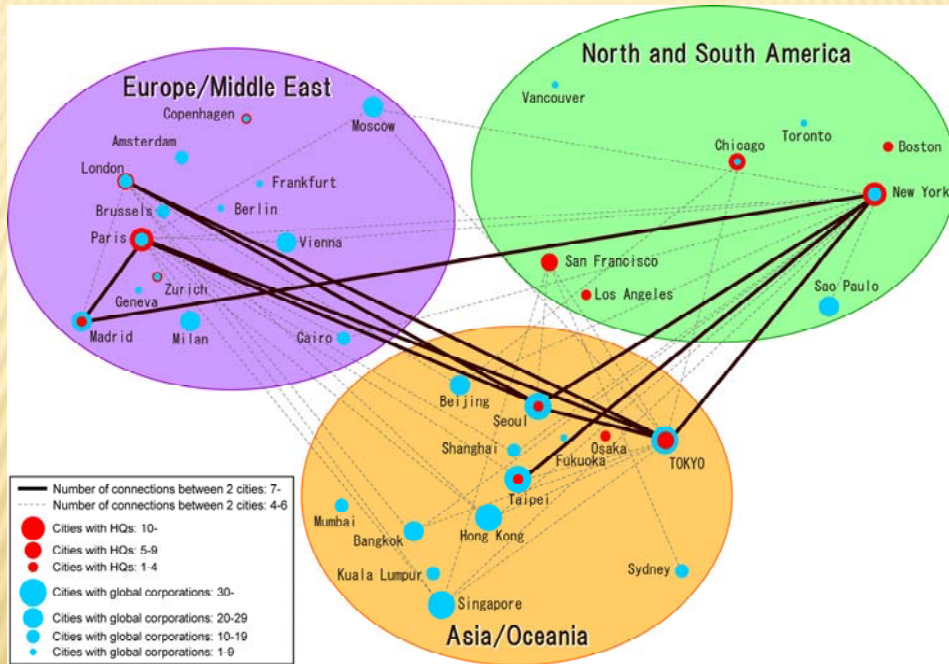 North and South America
Europe/Middle East
Vancouver
Copenhagen
Moscow
Toronto
Amsterdam
Chicago
Boston
London
Frankfurt
New York
Brussels
Berlin
Paris
Vienna
San Francisco
Zurich
Geneva
Los Angeles
Sao Paulo
Madrid
Milan
Cairo
Beijing
Seoul
Shanghai
Fukuoka
Osaka
TOKYO
Taipei
Mumbai
Bangkok
Hong Kong
Kuala Lumpur
Sydney
Singapore
Asia/Oceania
Number of connections between 2 cities: 7-
Number of connections between 2 cities: 4-6
Cities with HQs: 10-
Cities with HQs: 5-9
Cities with HQs: 1-4
Cities with global corporations: 30-
Cities with global corporations: 20-29
Cities with global corporations: 10-19
Cities with global corporations: 1-9